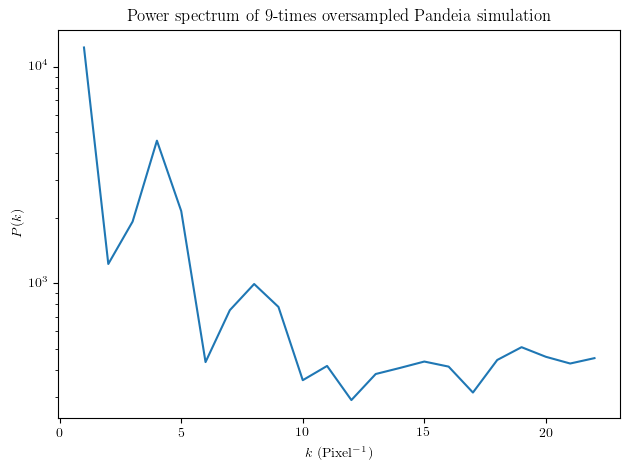 Power spectrum of 9-times oversampled Pandeia simulation
10^4
10^3
P(k)
0 5 10 15 20
k (Pixel^−1)